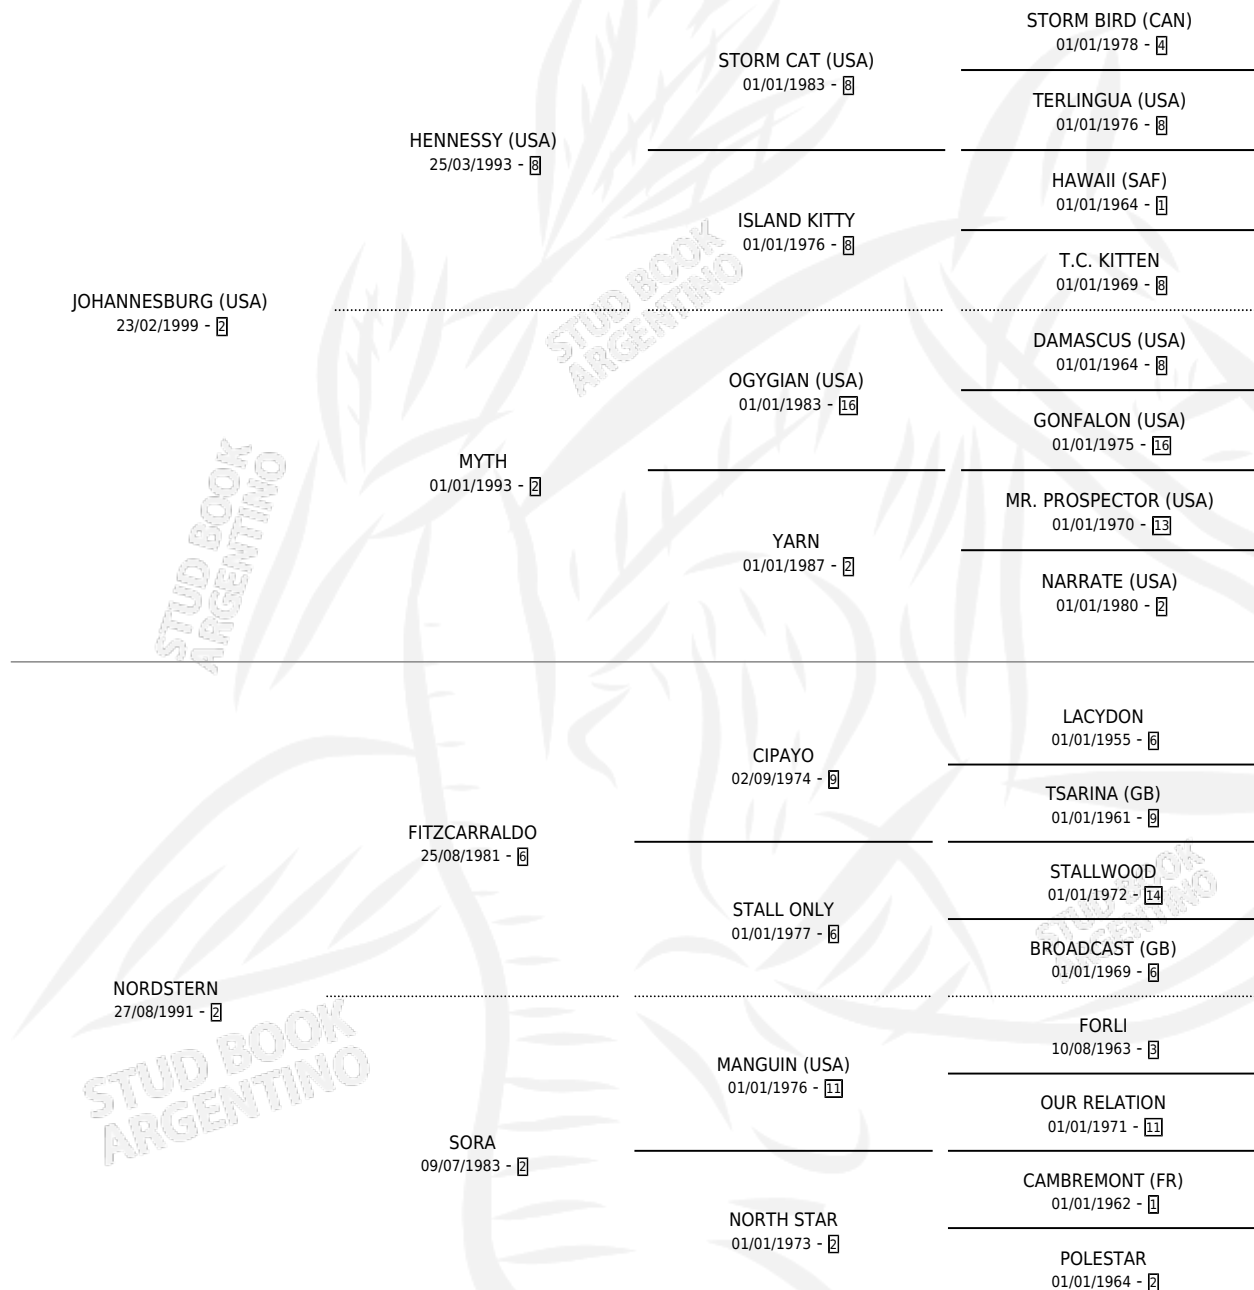 STORM BIRD (CAN)
01/01/1978 - 4
STORM CAT (USA)
01/01/1983 - 8
TERLINGUA (USA)
01/01/1976 - 8
HENNESSY (USA)
25/03/1993 - 8
HAWAII (SAF)
01/01/1964 - 1
ISLAND KITTY
01/01/1976 - 8
T.C. KITTEN
01/01/1969 - 8
JOHANNESBURG (USA)
23/02/1999 - 2
STUD BOOK
ARGENTINO
DAMASCUS (USA)
01/01/1964 - 8
OGYGIAN (USA)
01/01/1983 - 16
GONFALON (USA)
01/01/1975 - 16
MYTH
01/01/1993 - 2
MR. PROSPECTOR (USA)
01/01/1970 - 13
YARN
01/01/1987 - 2
NARRATE (USA)
01/01/1980 - 2
STUD BOOK
ARGENTINO
LACYDON
01/01/1955 - 6
CIPAYO
02/09/1974 - 9
TSARINA (GB)
01/01/1961 - 9
FITZCARRALDO
25/08/1981 - 6
STALLWOOD
01/01/1972 - 14
STALL ONLY
01/01/1977 - 6
BROADCAST (GB)
01/01/1969 - 6
STUD BOOK
ARGENTINO
NORDSTERN
27/08/1991 - 2
STUD BOOK
ARGENTINO
FORLI
10/08/1963 - 3
MANGUIN (USA)
01/01/1976 - 11
OUR RELATION
01/01/1971 - 11
SORA
09/07/1983 - 2
CAMBREMONT (FR)
01/01/1962 - 1
NORTH STAR
01/01/1973 - 2
POLESTAR
01/01/1964 - 2